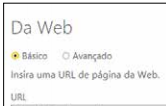 Da Web
Básico Avançado
Insira uma URL de página da Web.
URL